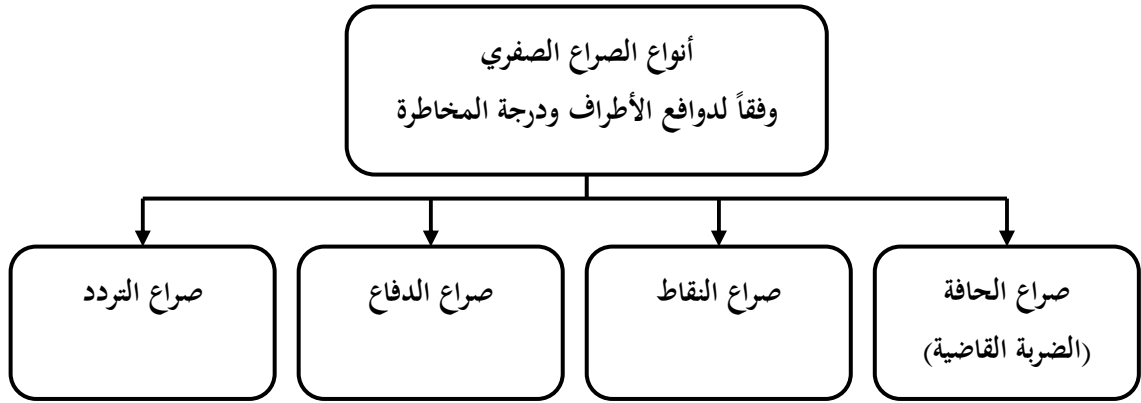 أنواع الصراع الصفري
وفقاً لدوافع الأطراف ودرجة المخاطرة
صراع الحافة
(الضربة القاضية)
صراع النقاط
صراع الدفاع
صراع التردد